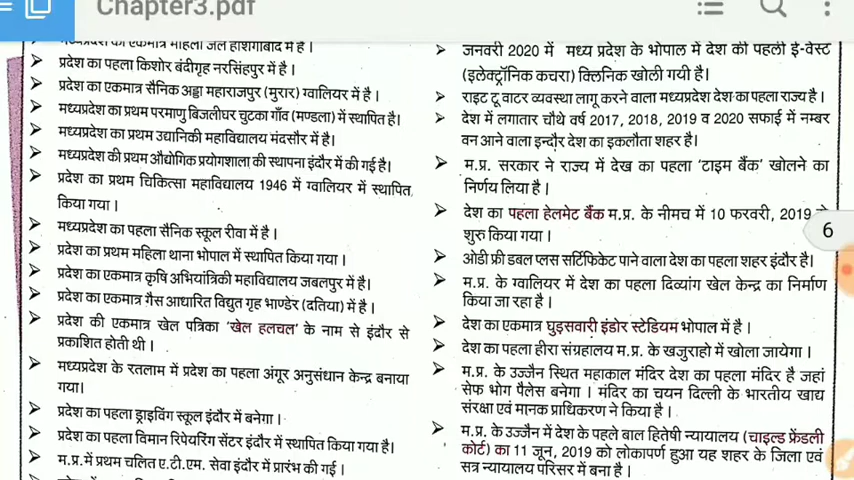 Chapter3.pdf
मध्यप्रदेश का एकमात्र महिला जेल होशंगाबाद में है।
प्रदेश का पहला किशोर बंदीगृह नरसिंहपुर में है।
प्रदेश का एकमात्र सैनिक अड्डा महाराजपुर (मुरार) ग्वालियर में है।
मध्यप्रदेश का प्रथम परमाणु बिजलीघर चुटका गाँव (मण्डला) में स्थापित है।
मध्यप्रदेश का प्रथम उद्यानिकी महाविद्यालय मंदसौर में है।
मध्यप्रदेश की प्रथम औद्योगिक प्रयोगशाला की स्थापना इंदौर में की गई है।
प्रदेश का प्रथम चिकित्सा महाविद्यालय 1946 में ग्वालियर में स्थापित
किया गया।
मध्यप्रदेश का पहला सैनिक स्कूल रीवा में है।
प्रदेश का प्रथम महिला थाना भोपाल में स्थापित किया गया।
प्रदेश का एकमात्र कृषि अभियांत्रिकी महाविद्यालय जबलपुर में है।
प्रदेश का एकमात्र गैस आधारित विद्युत गृह भाण्डेर (दतिया) में है।
प्रदेश की एकमात्र खेल पत्रिका 'खेल हलचल' के नाम से इंदौर से
प्रकाशित होती थी।
मध्यप्रदेश के रतलाम में प्रदेश का पहला अंगूर अनुसंधान केन्द्र बनाया
गया।
प्रदेश का पहला ड्राइविंग स्कूल इंदौर में बनेगा।
प्रदेश का पहला विमान रिपेयरिंग सेंटर इंदौर में स्थापित किया गया है।
म.प्र. में प्रथम चलित ए.टी.एम. सेवा इंदौर में प्रारंभ की गई।
जनवरी 2020 में मध्य प्रदेश के भोपाल में देश की पहली ई-वेस्ट
(इलेक्ट्रॉनिक कचरा) क्लिनिक खोली गयी है।
राइट टू वाटर व्यवस्था लागू करने वाला मध्यप्रदेश देश का पहला राज्य है।
देश में लगातार चौथे वर्ष 2017, 2018, 2019 व 2020 सफाई में नम्बर
वन आने वाला इन्दौर देश का इकलौता शहर है।
म.प्र. सरकार ने राज्य में देख का पहला 'टाइम बैंक' खोलने का
निर्णय लिया है।
देश का पहला हेलमेट बैंक म.प्र. के नीमच में 10 फरवरी, 2019 से
शुरु किया गया।
6
ओडी फ्री डबल प्लस सर्टिफिकेट पाने वाला देश का पहला शहर इंदौर है।
म.प्र. के ग्वालियर में देश का पहला दिव्यांग खेल केन्द्र का निर्माण
किया जा रहा है।
देश का एकमात्र घुड़सवारी इंडोर स्टेडियम भोपाल में है।
देश का पहला हीरा संग्रहालय म.प्र. के खजुराहो में खोला जायेगा।
म.प्र. के उज्जैन स्थित महाकाल मंदिर देश का पहला मंदिर है जहां
सेफ भोग पैलेस बनेगा। मंदिर का चयन दिल्ली के भारतीय खाद्य
संरक्षा एवं मानक प्राधिकरण ने किया है।
म.प्र. के उज्जैन में देश के पहले बाल हितेषी न्यायालय (चाइल्ड फ्रेंडली
कोर्ट) का 11 जून, 2019 को लोकापर्ण हुआ यह शहर के जिला एवं
सत्र न्यायालय परिसर में बना है।